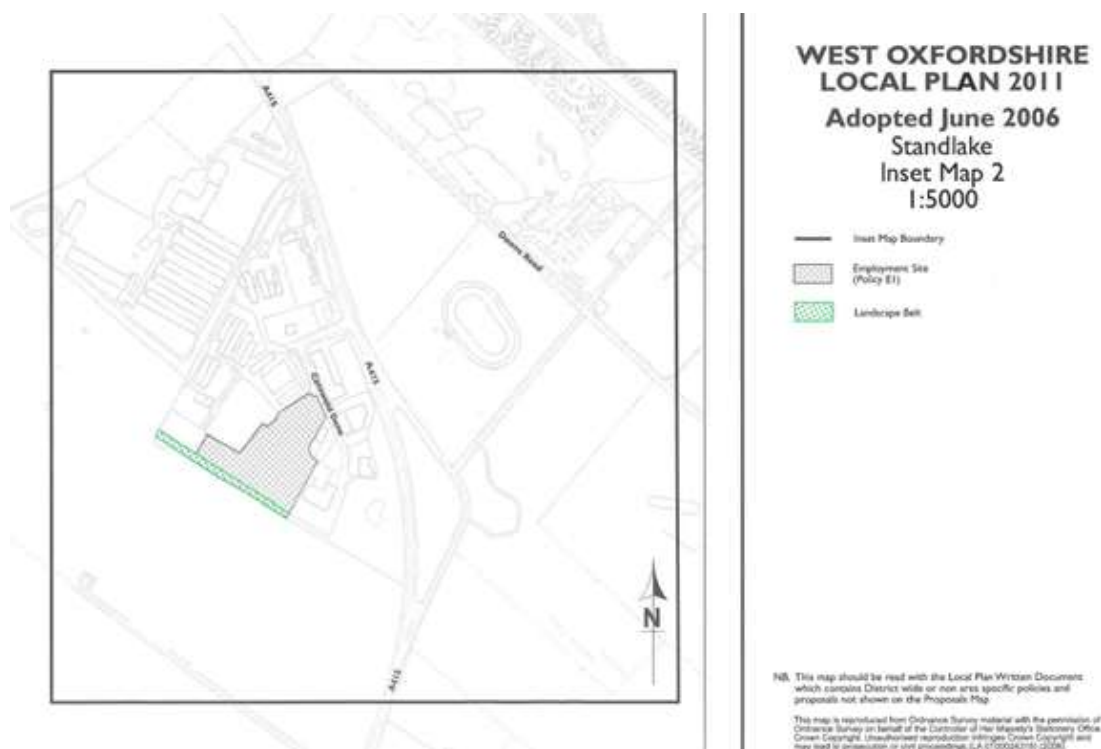 A415
Downs Road
A415
A415
N
WEST OXFORDSHIRE
LOCAL PLAN 2011
Adopted June 2006
Standlake
Inset Map 2
1:5000
Inset Map Boundary
Employment Site
(Policy E1)
Landscape Belt
NB. This map should be read with the Local Plan Written Document
which contains District wide or non area specific policies and
proposals not shown on the Proposals Map
This map is reproduced from Ordnance Survey material with the permission of
Ordnance Survey on behalf of the Controller of Her Majesty's Stationery Office
Crown Copyright. Unauthorised reproduction infringes Crown Copyright and
may lead to prosecution or civil proceedings